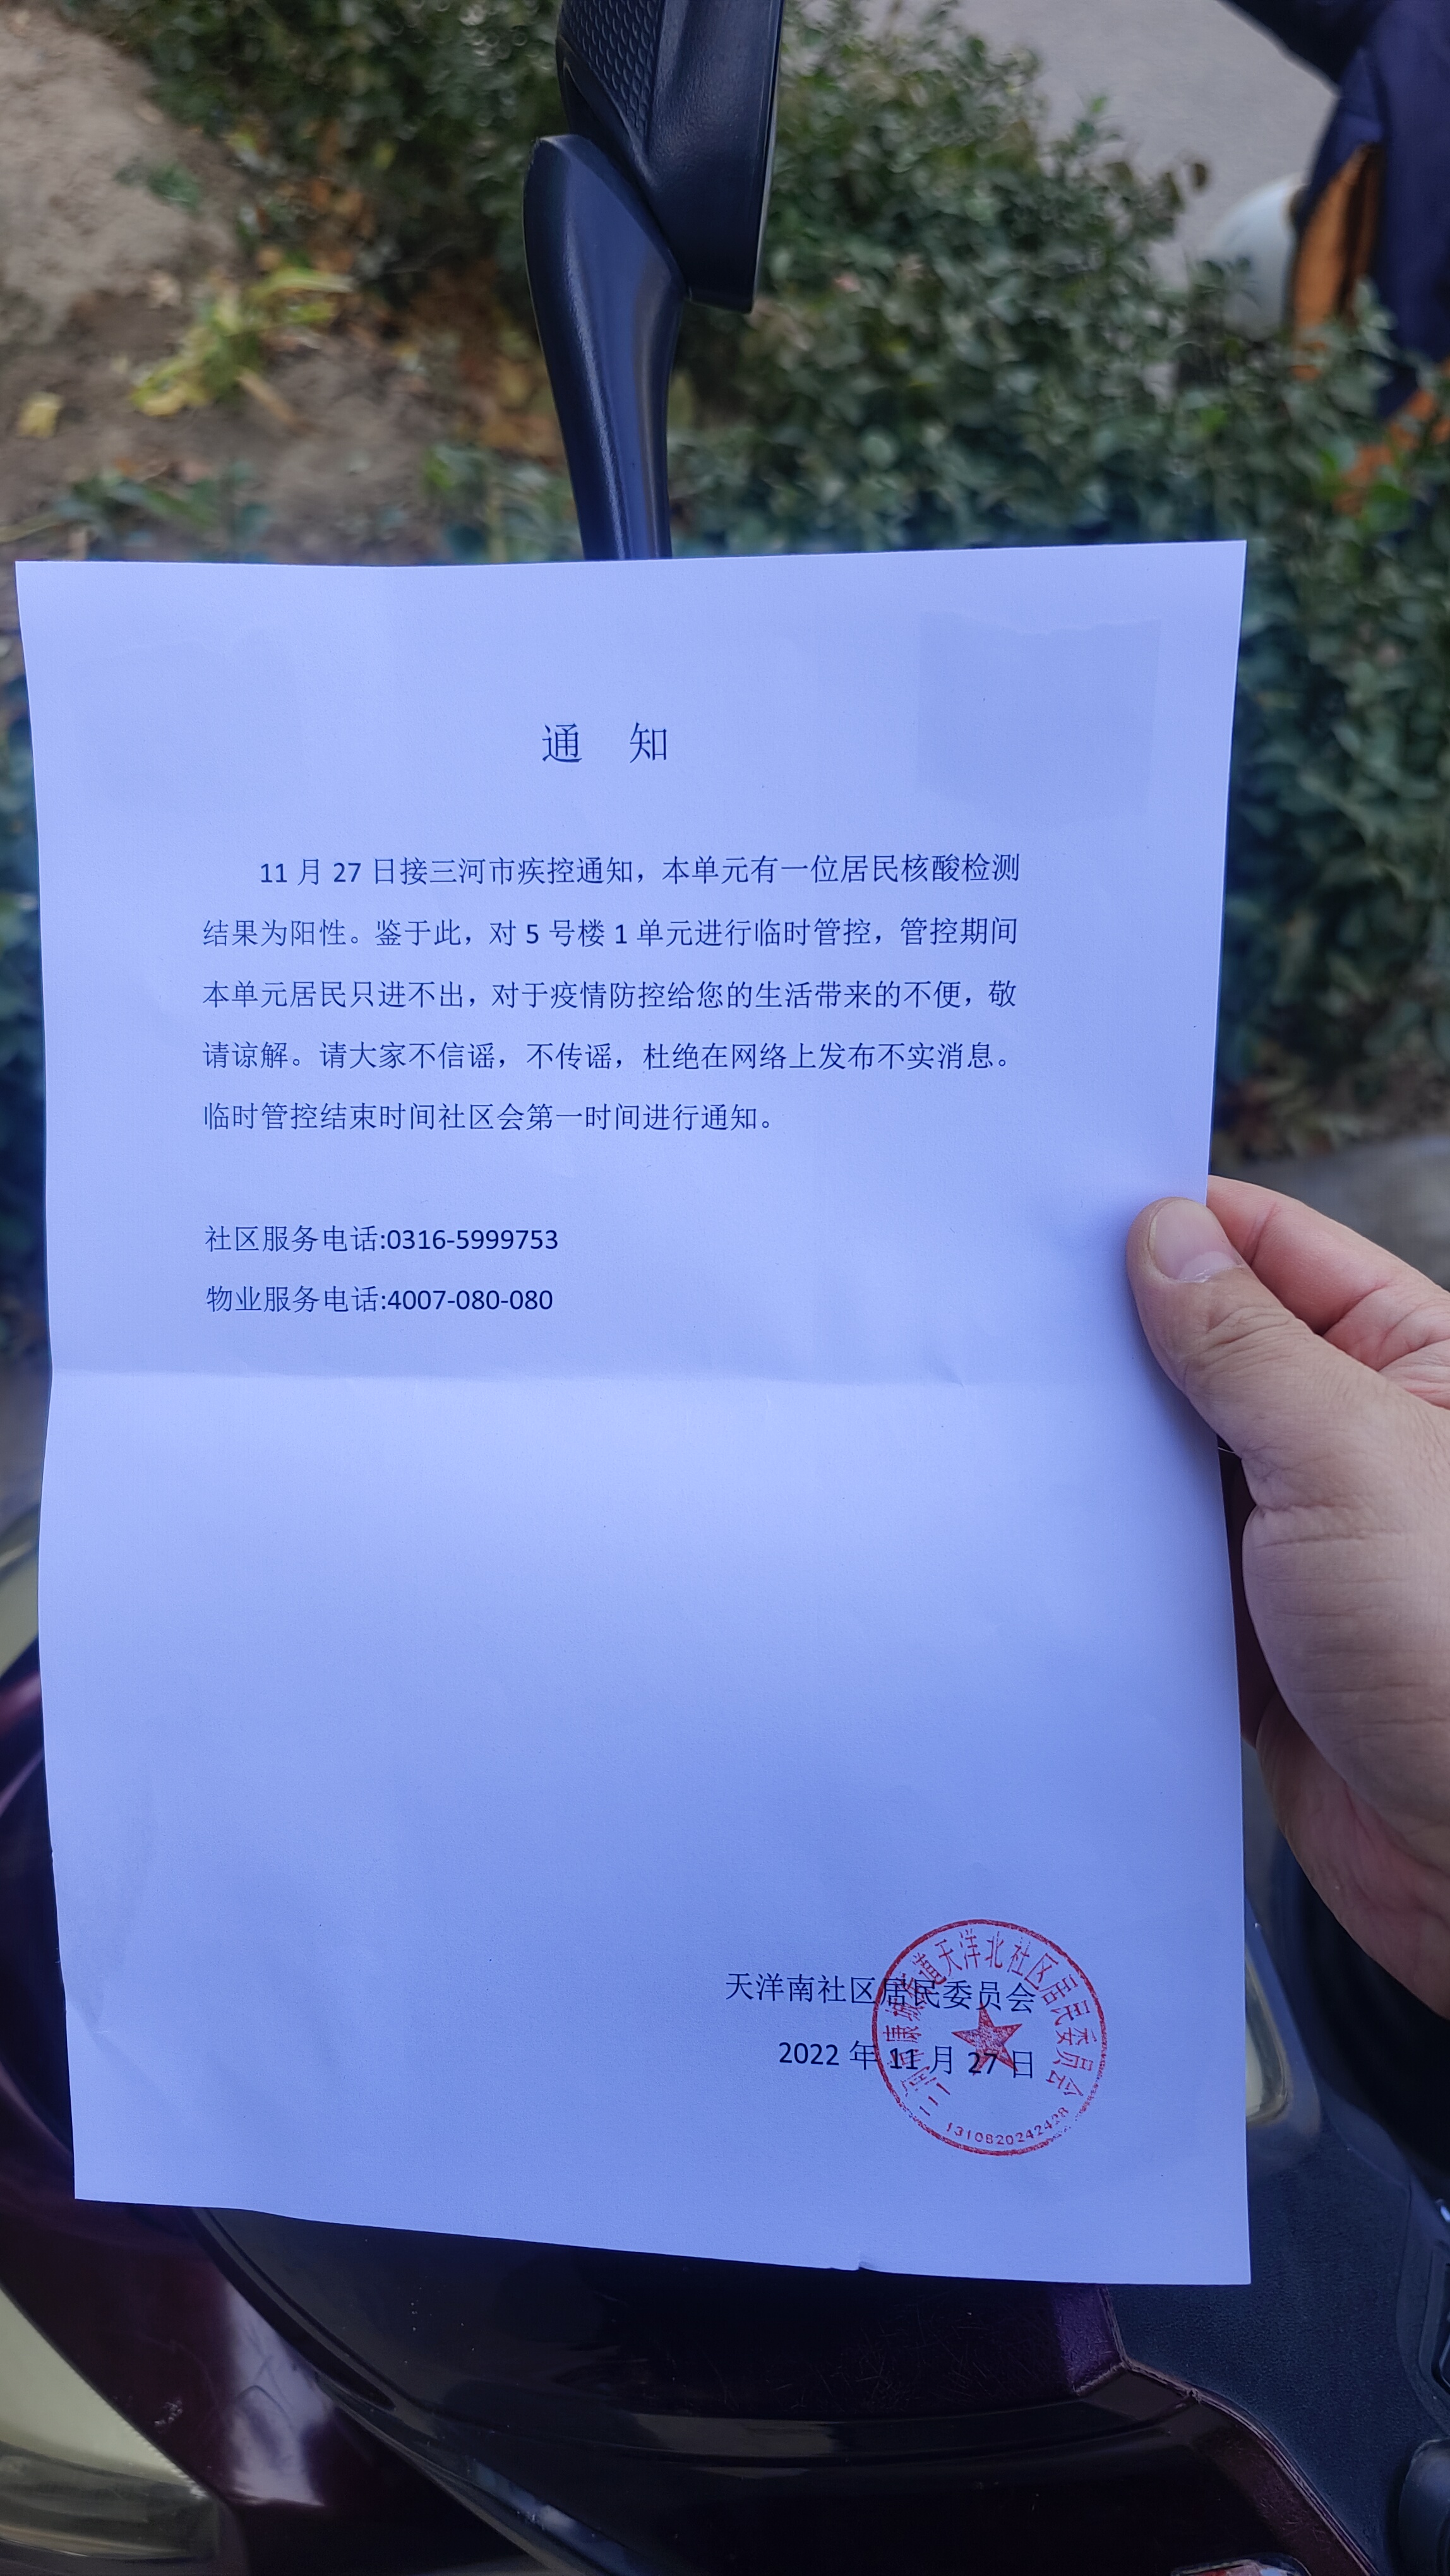 通 知
11 月 27 日接三河市疾控通知，本单元有一位居民核酸检测
结果为阳性。鉴于此，对 5 号楼 1 单元进行临时管控，管控期间
本单元居民只进不出，对于疫情防控给您的生活带来的不便，敬
请谅解。请大家不信谣，不传谣，杜绝在网络上发布不实消息。
临时管控结束时间社区会第一时间进行通知。
社区服务电话:0316-5999753
物业服务电话:4007-080-080
天洋南社区居民委员会
2022 年 11 月 27 日
天洋北社区居民委员会
1310820242428